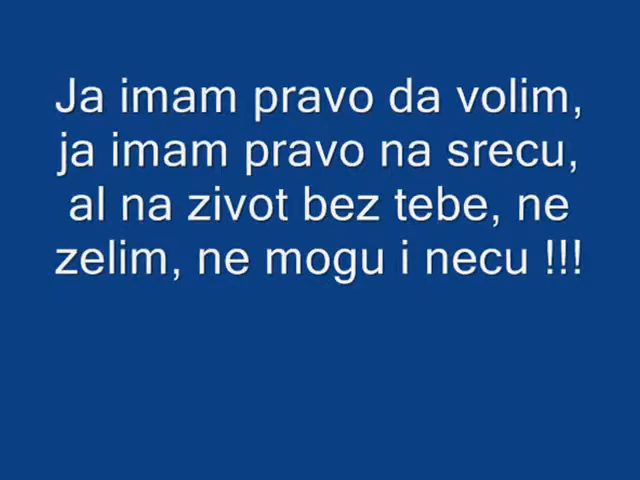 Ja imam pravo da volim,
ja imam pravo na srecu,
al na zivot bez tebe, ne
zelim, ne mogu i necu !!!